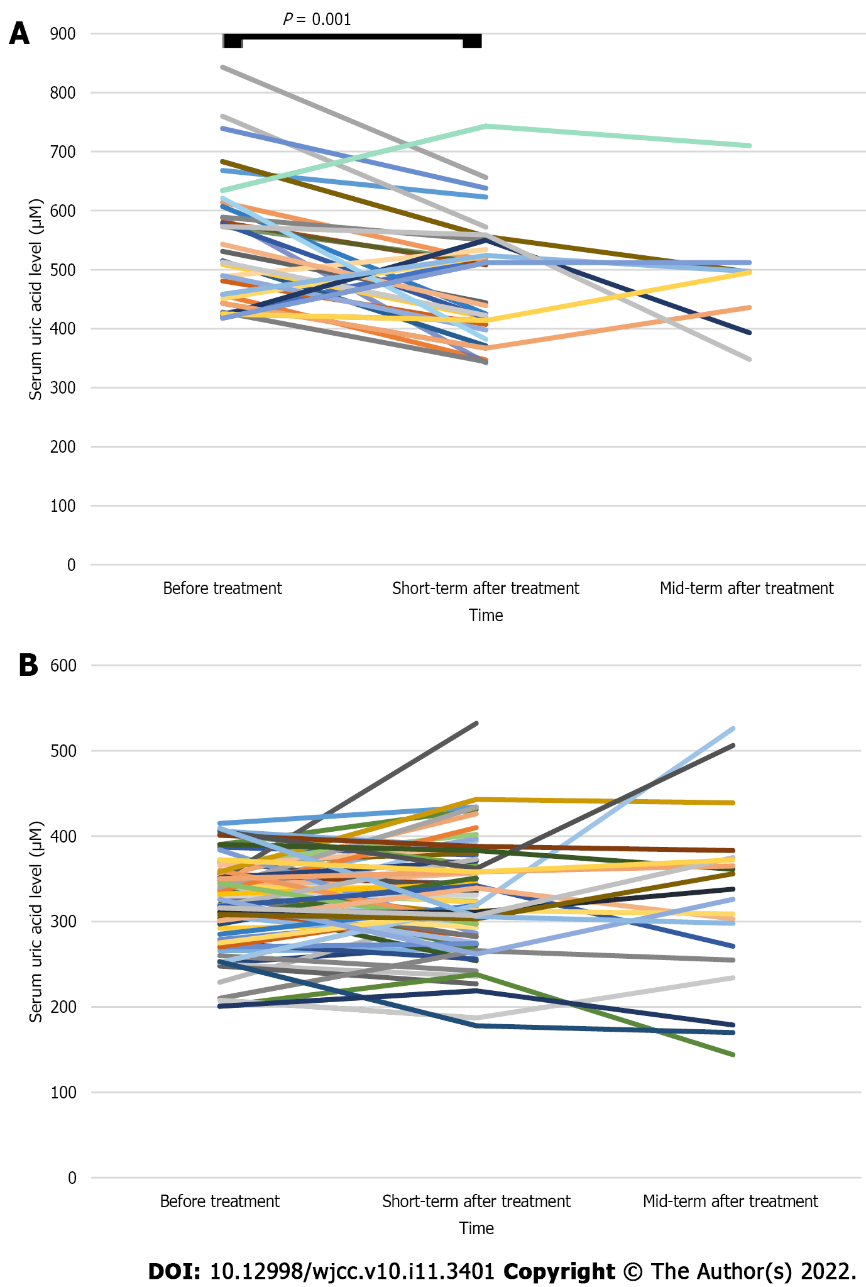 P = 0.001
A
900
800
700
600
500
400
300
200
100
0
Serum uric acid level (μM)
Before treatment Short-term after treatment Mid-term after treatment
Time
B
600
500
400
300
200
100
0
Serum uric acid level (μM)
Before treatment Short-term after treatment Mid-term after treatment
Time
DOI: 10.12998/wjcc.v10.i11.3401 Copyright © The Author(s) 2022.